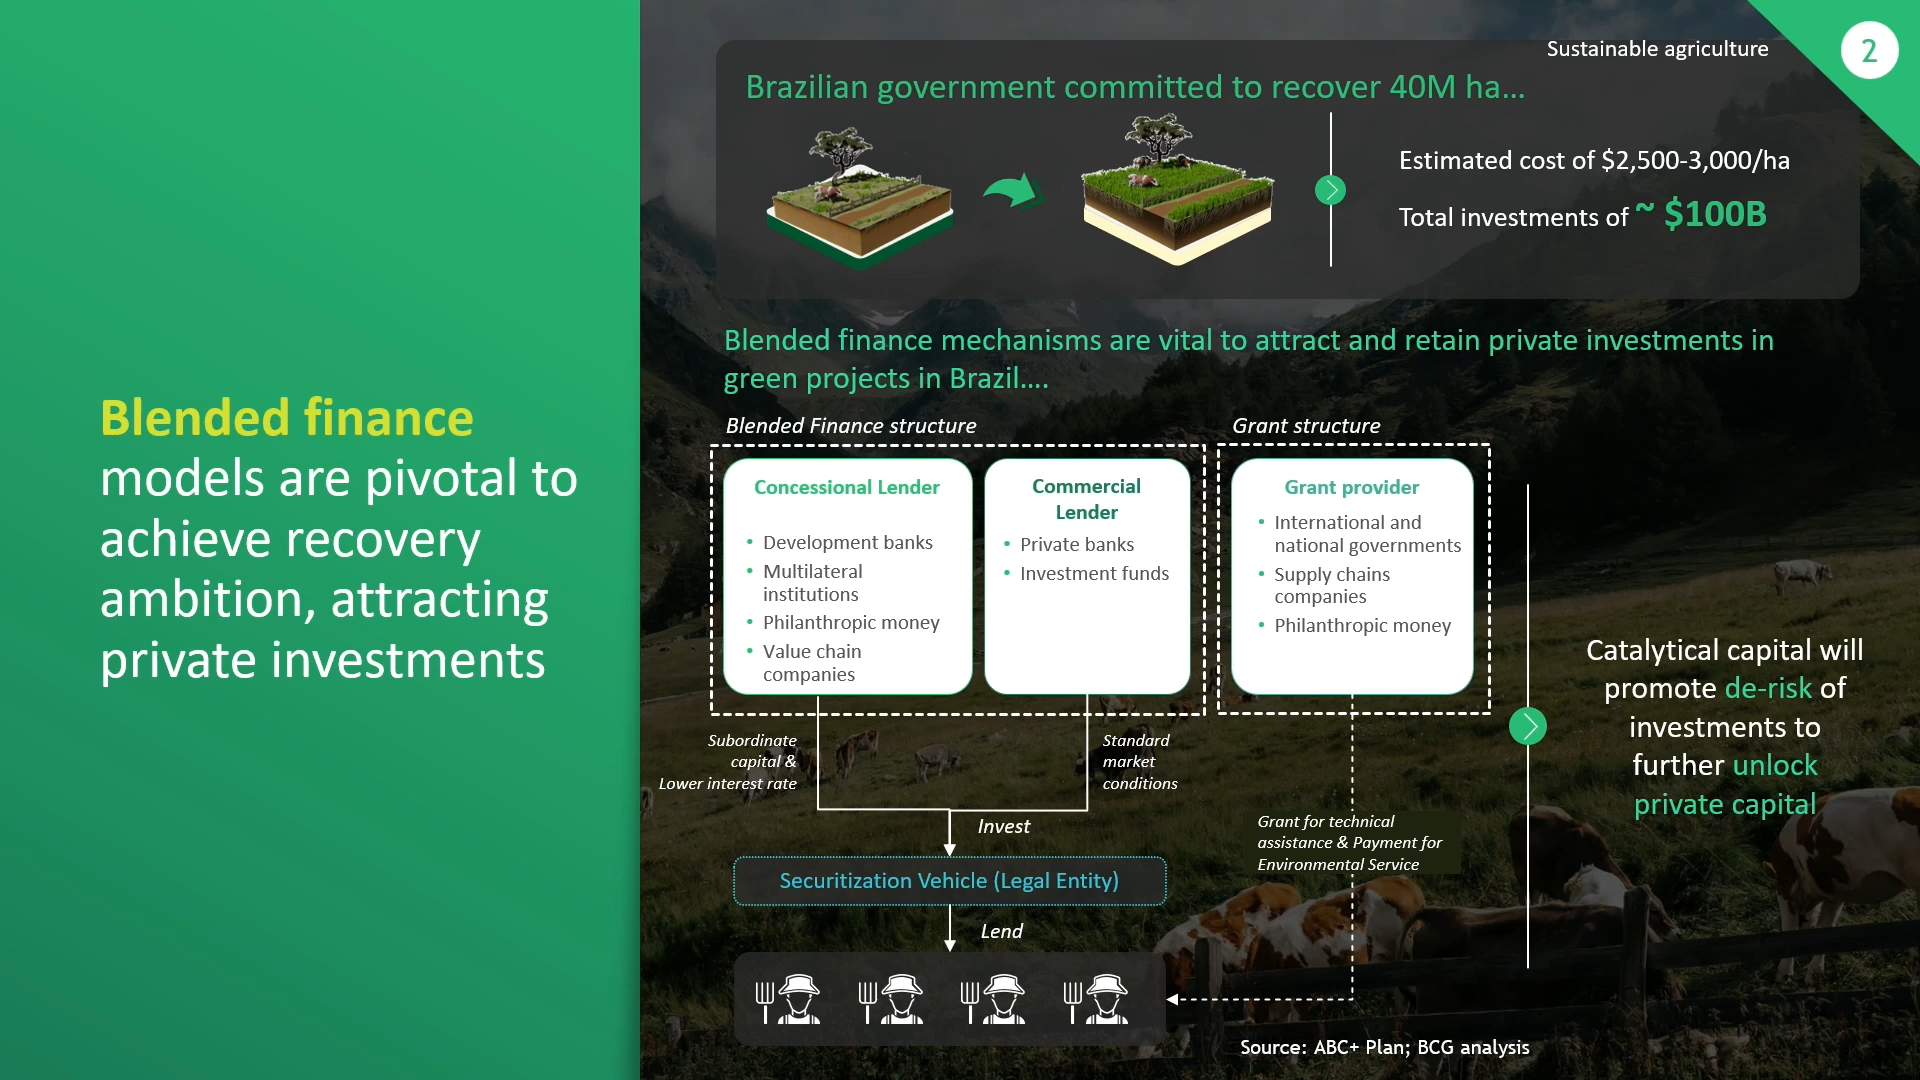 Blended finance
models are pivotal to
achieve recovery
ambition, attracting
private investments
Sustainable agriculture
2
Brazilian government committed to recover 40M ha...
Estimated cost of $2,500-3,000/ha
Total investments of ~ $100B
Blended finance mechanisms are vital to attract and retain private investments in
green projects in Brazil....
Blended Finance structure
Grant structure
Concessional Lender
• Development banks
• Multilateral
institutions
• Philanthropic money
• Value chain
companies
Commercial
Lender
• Private banks
• Investment funds
Grant provider
• International and
national governments
• Supply chains
companies
• Philanthropic money
Subordinate
capital &
Lower interest rate
Standard
market
conditions
Invest
Grant for technical
assistance & Payment for
Environmental Service
Securitization Vehicle (Legal Entity)
Lend
Catalytical capital will
promote de-risk of
investments to
further unlock
private capital
Source: ABC+ Plan; BCG analysis